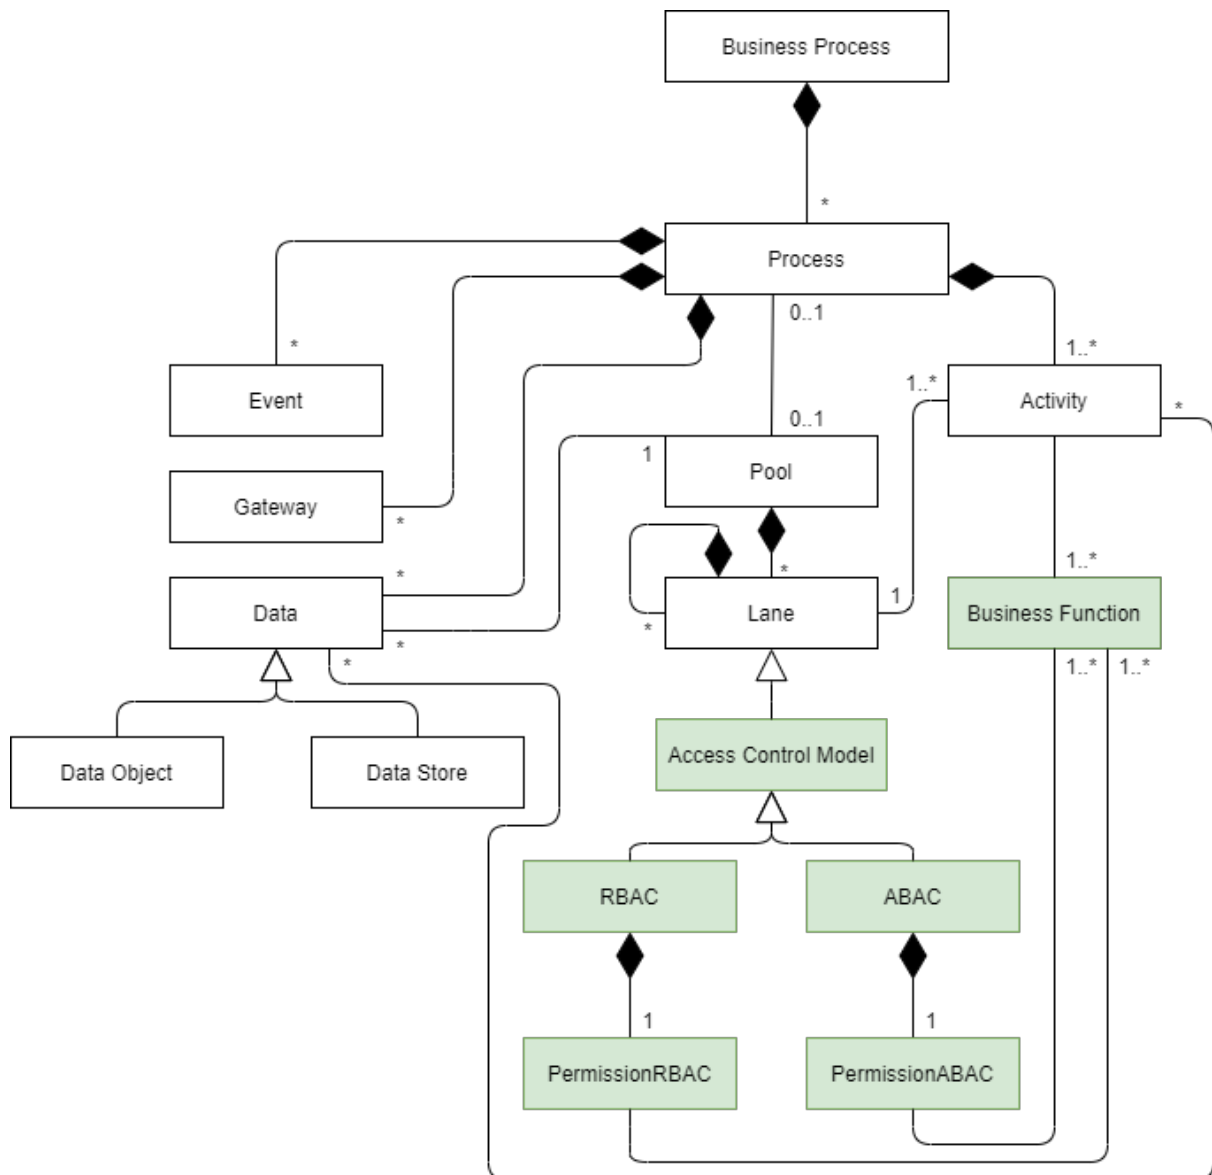 Business Process
*
Process
0..1
*
1..*
Event
1..*
Activity
*
0..1
1
Pool
Gateway
*
*
*
1..*
Data
*
Lane
1
Business Function
*
*
1..*
1..*
Access Control Model
Data Object
Data Store
RBAC
ABAC
1
1
PermissionRBAC
PermissionABAC